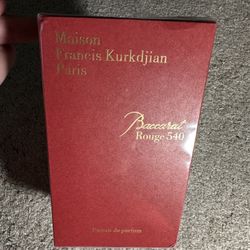 Maison
Francis Kurkdjian
Paris
Baccarat
Rouge 540
Extrait de parfum